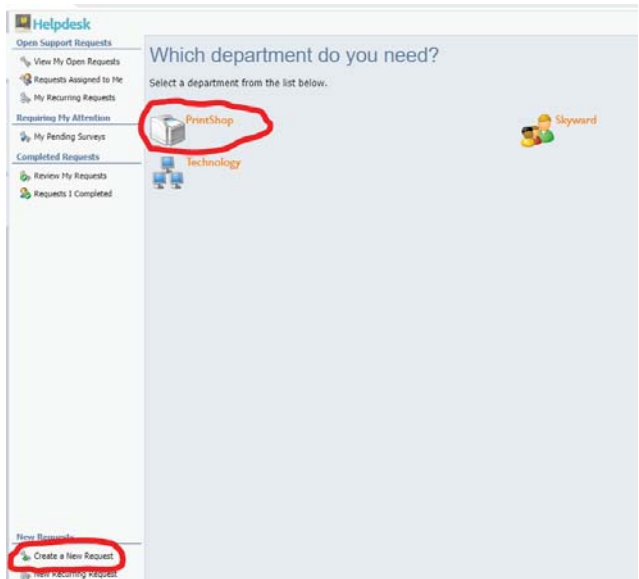 Helpdesk
Open Support Requests
View My Open Requests
Requests Assigned to Me
My Recurring Requests
Requiring My Attention
My Pending Surveys
Completed Requests
Review My Requests
Requests I Completed
New Requests
Create a New Request
New Recurring Request
Which department do you need?
Select a department from the list below.
PrintShop
Skyward
Technology